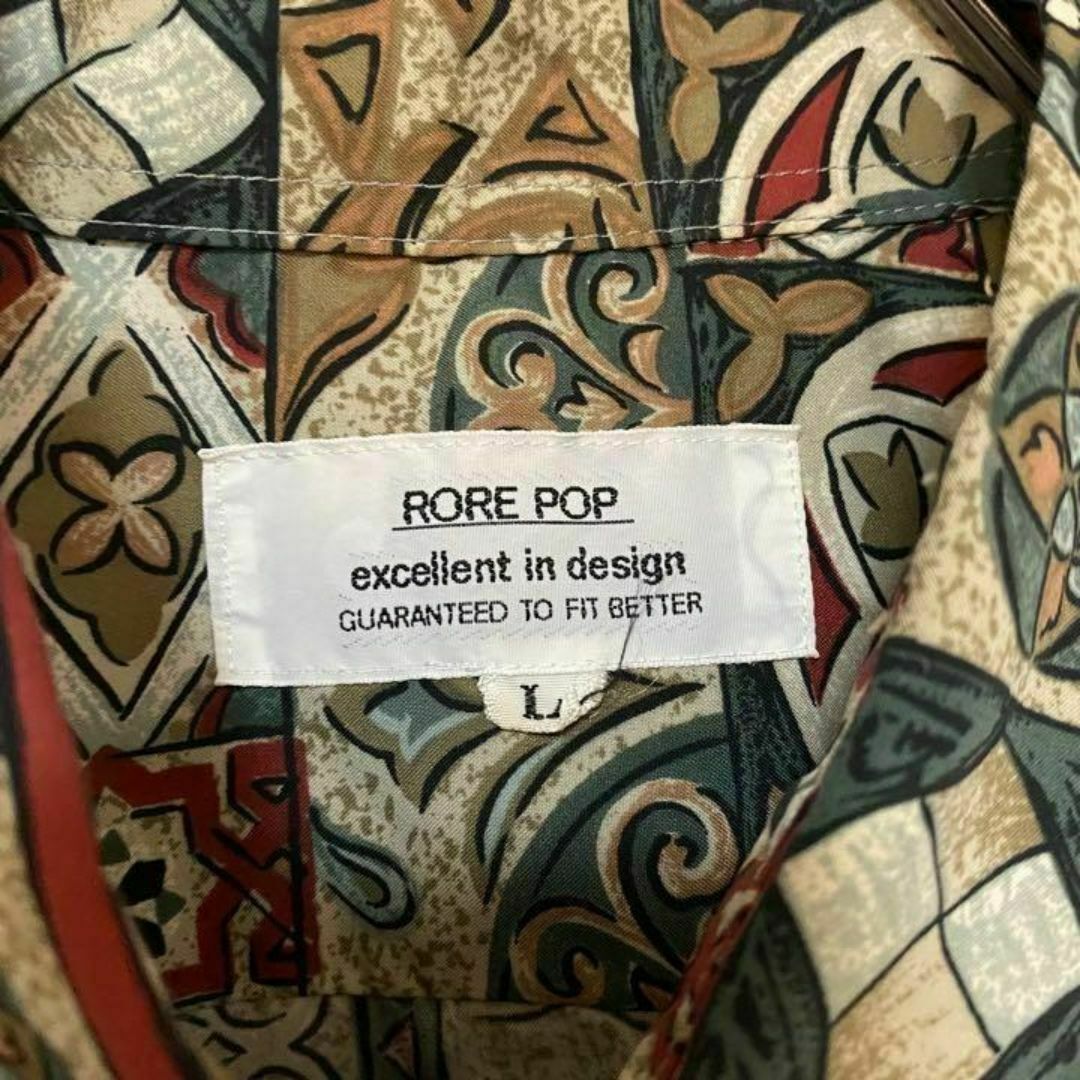 RORE POP
excellent in design
GUARANTEED TO FIT BETTER
L